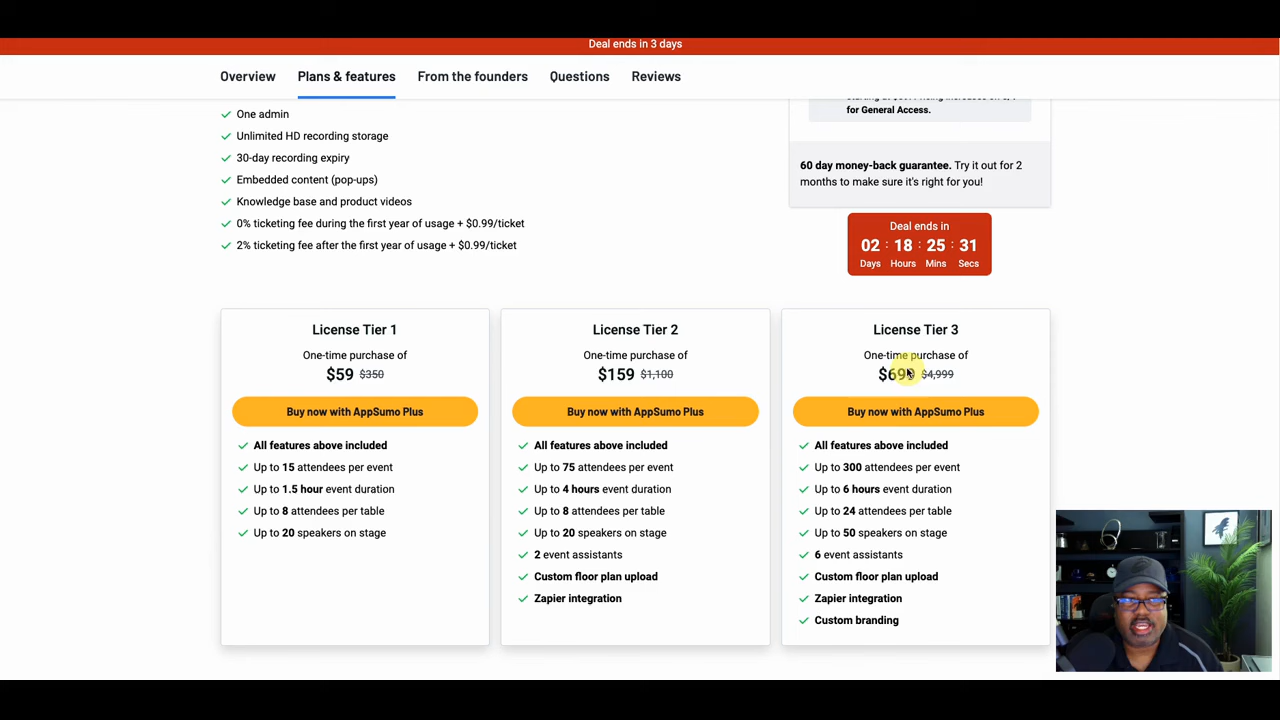 Deal ends in 3 days
Overview
Plans & features
From the founders
Questions
Reviews
One admin
Unlimited HD recording storage
30-day recording expiry
Embedded content (pop-ups)
Knowledge base and product videos
0% ticketing fee during the first year of usage + $0.99/ticket
2% ticketing fee after the first year of usage + $0.99/ticket
for General Access.
60 day money-back guarantee. Try it out for 2
months to make sure it's right for you!
Deal ends in
02 : 18 : 25 : 31
Days Hours Mins Secs
License Tier 1
One-time purchase of
$59 $350
Buy now with AppSumo Plus
All features above included
Up to 15 attendees per event
Up to 1.5 hour event duration
Up to 8 attendees per table
Up to 20 speakers on stage
License Tier 2
One-time purchase of
$159 $1,100
Buy now with AppSumo Plus
All features above included
Up to 75 attendees per event
Up to 4 hours event duration
Up to 8 attendees per table
Up to 20 speakers on stage
2 event assistants
Custom floor plan upload
Zapier integration
License Tier 3
One-time purchase of
$699 $4,999
Buy now with AppSumo Plus
All features above included
Up to 300 attendees per event
Up to 6 hours event duration
Up to 24 attendees per table
Up to 50 speakers on stage
6 event assistants
Custom floor plan upload
Zapier integration
Custom branding